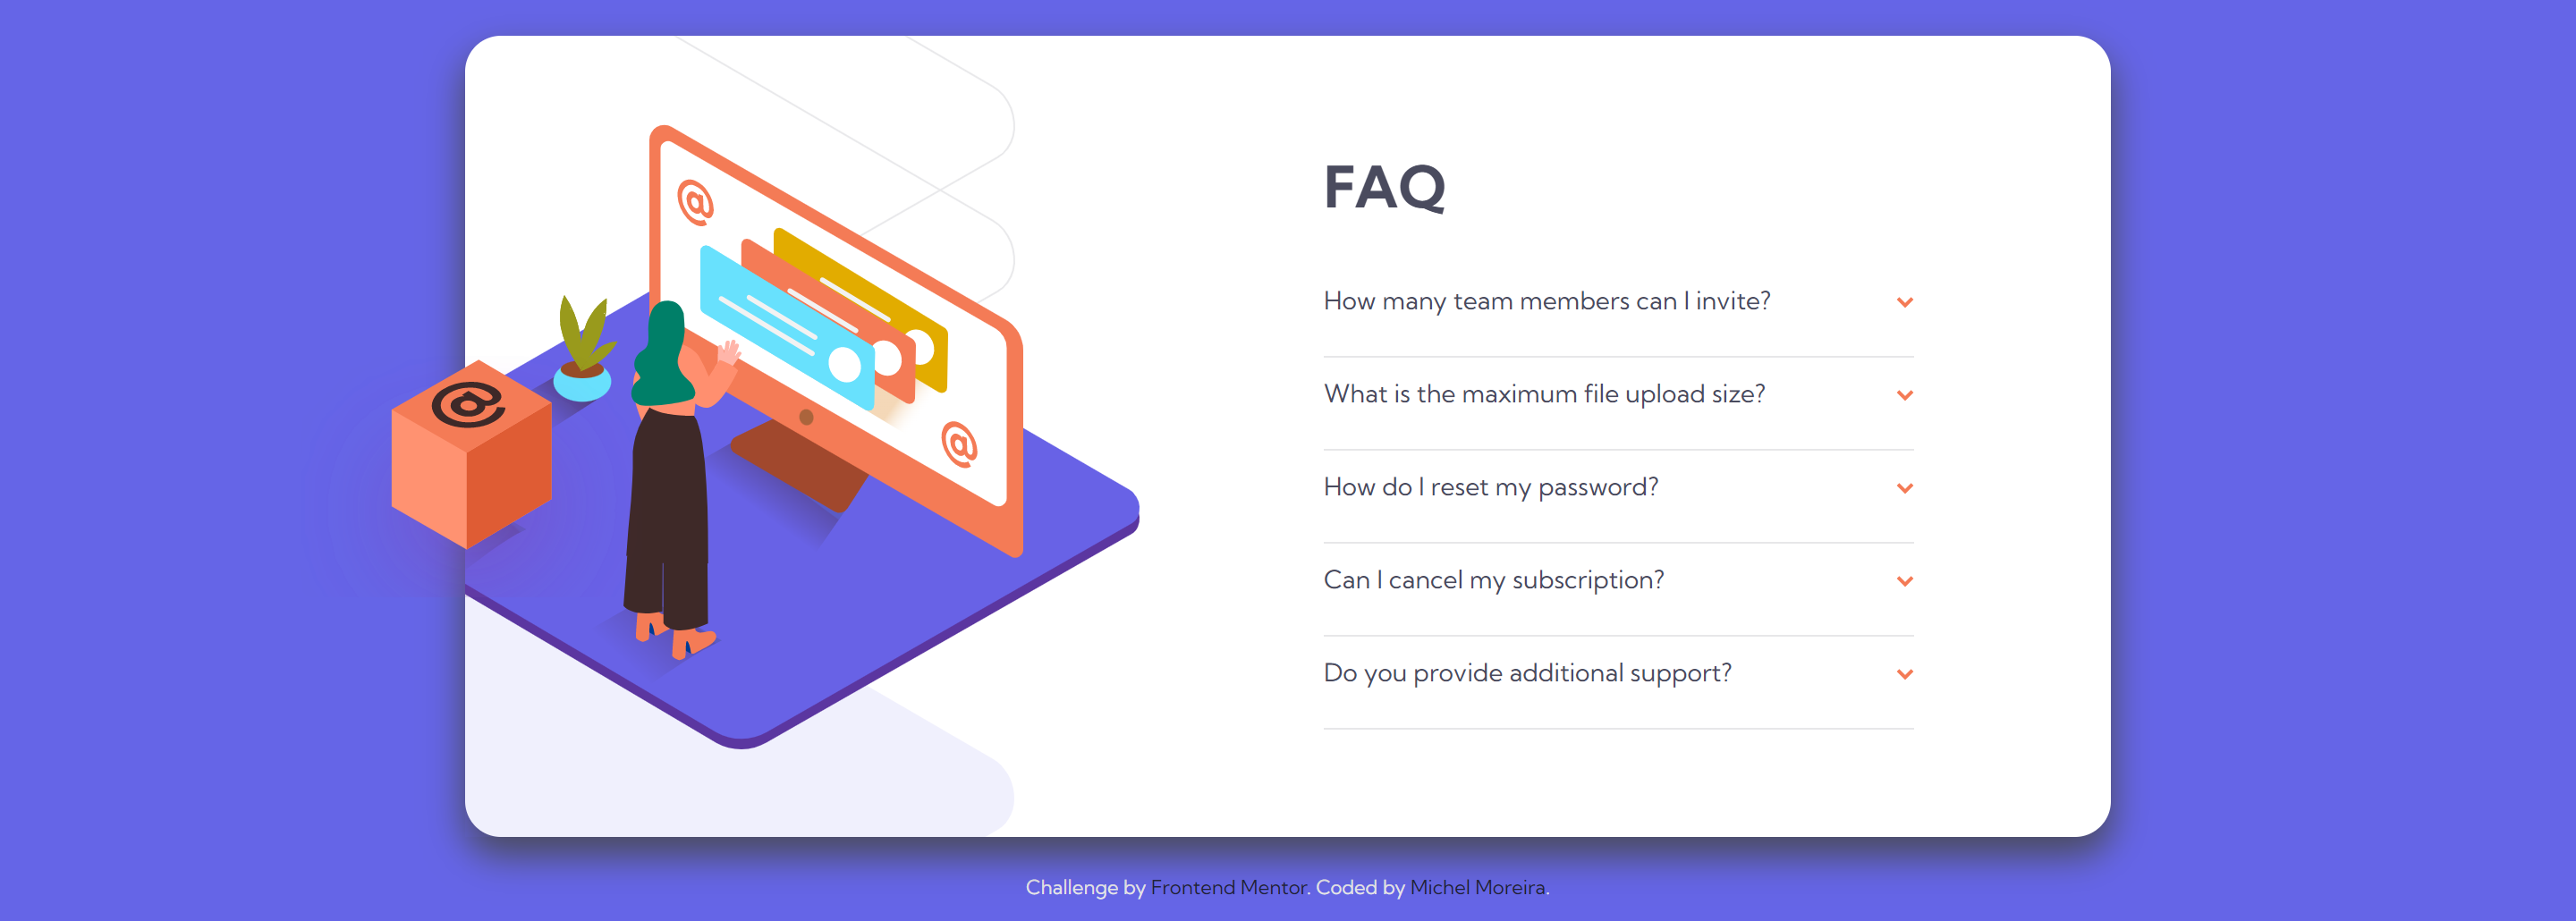 FAQ
How many team members can I invite?
What is the maximum file upload size?
How do I reset my password?
Can I cancel my subscription?
Do you provide additional support?
@
@
@
Challenge by Frontend Mentor. Coded by Michel Moreira.